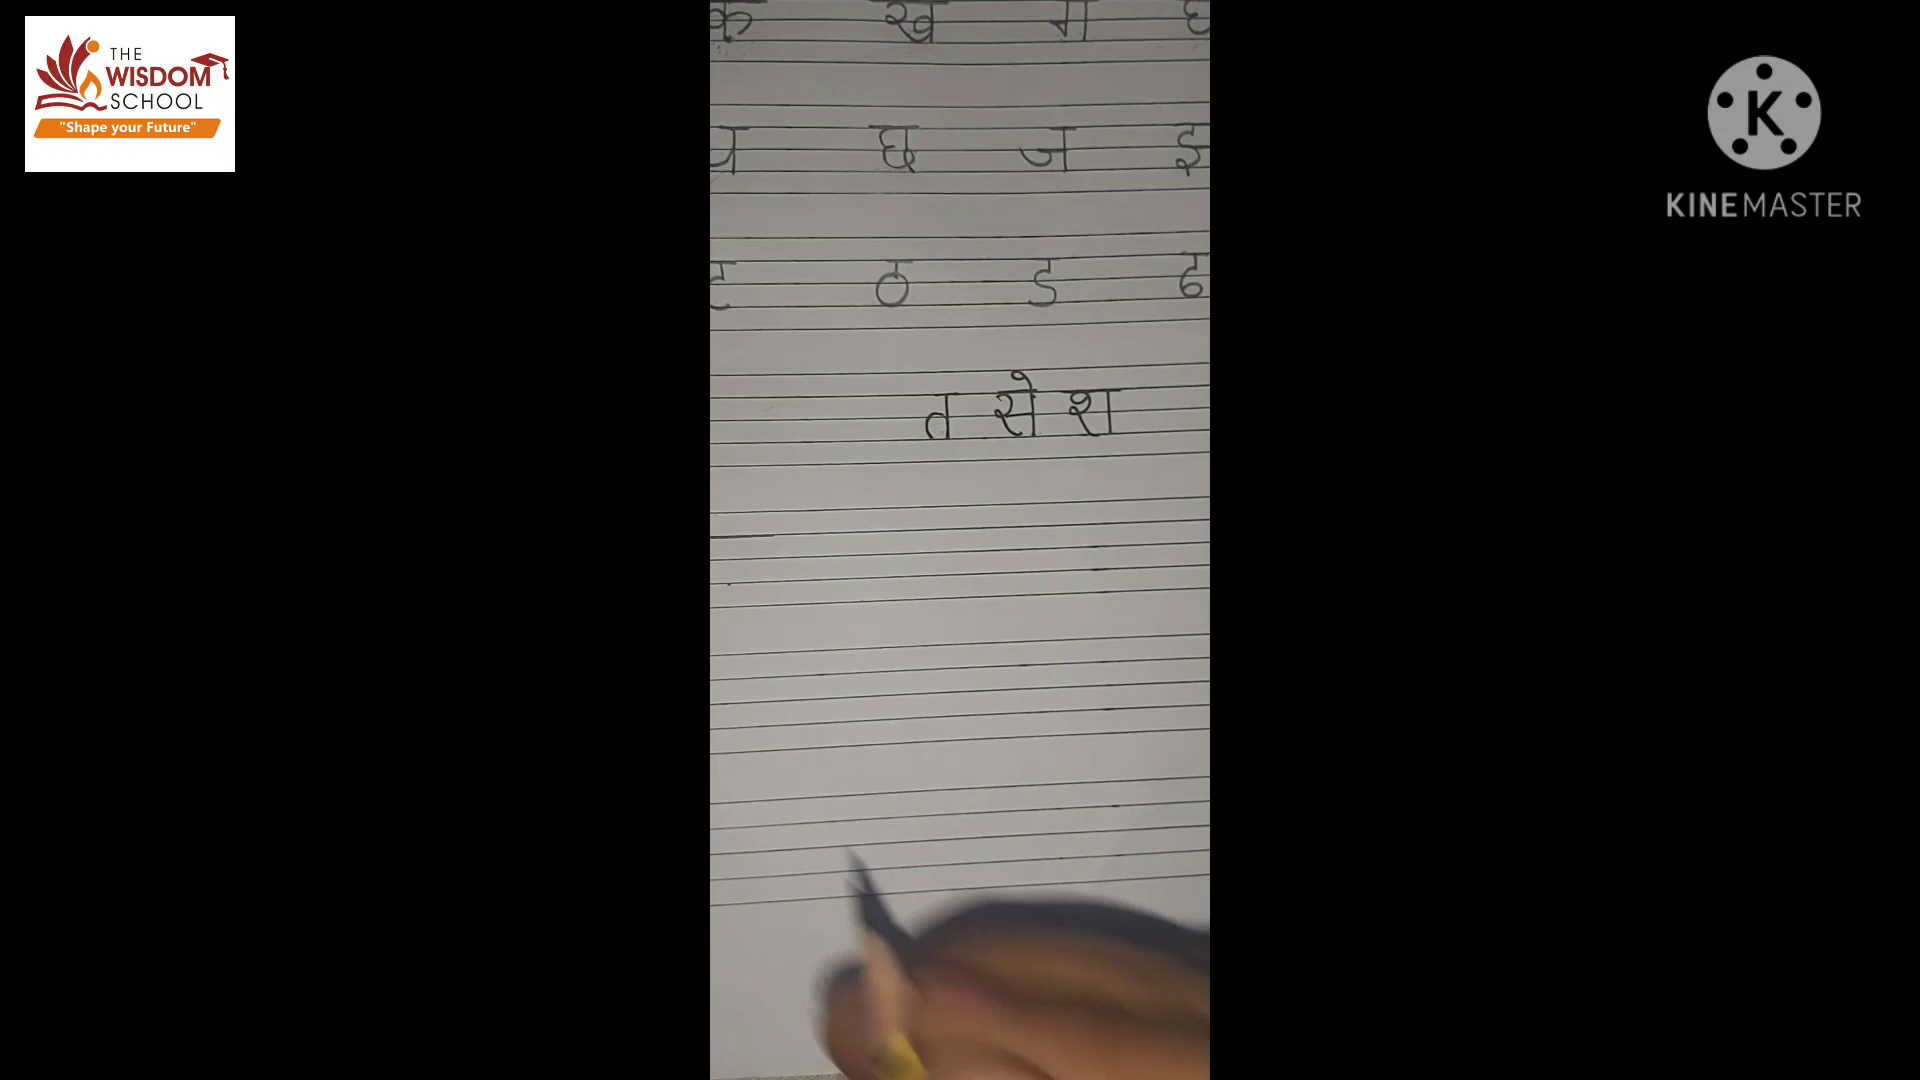 THE
WISDOM
SCHOOL
"Shape your Future"
K
KINEMASTER
क ख ग घ
च छ ज झ
ट ठ ड ढ
त से श